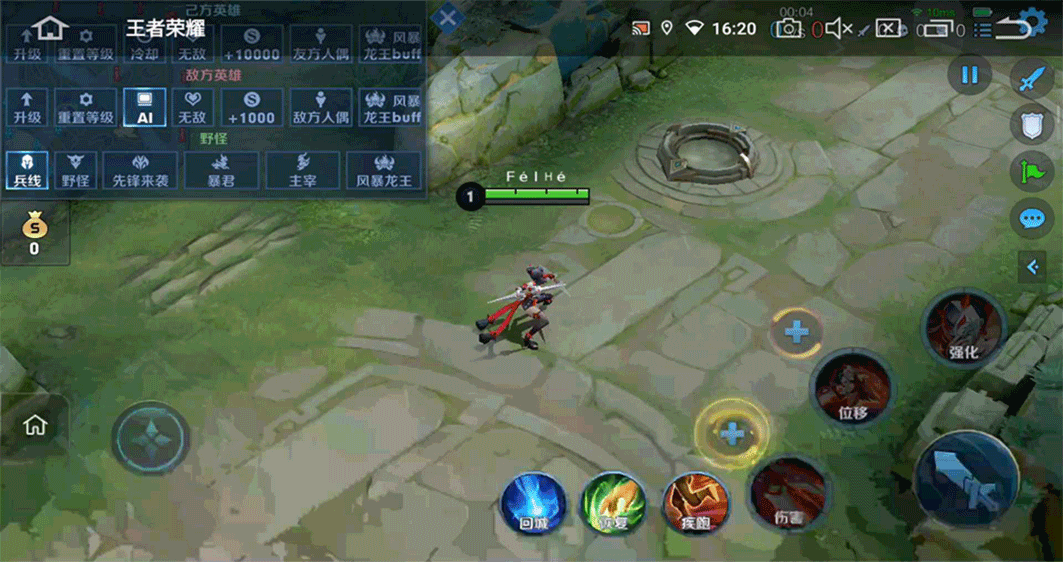 己方英雄
王者荣耀
升级 重置等级 冷却 无敌 +10000 友方人偶 风暴龙王buff
敌方英雄
升级 重置等级 AI 无敌 +1000 敌方人偶 风暴龙王buff
野怪
兵线 野怪 先锋来袭 暴君 主宰 风暴龙王
S
0
00:04
10ms
16:20
FéIHé
1
强化
位移
伤害
回城 恢复 疾跑